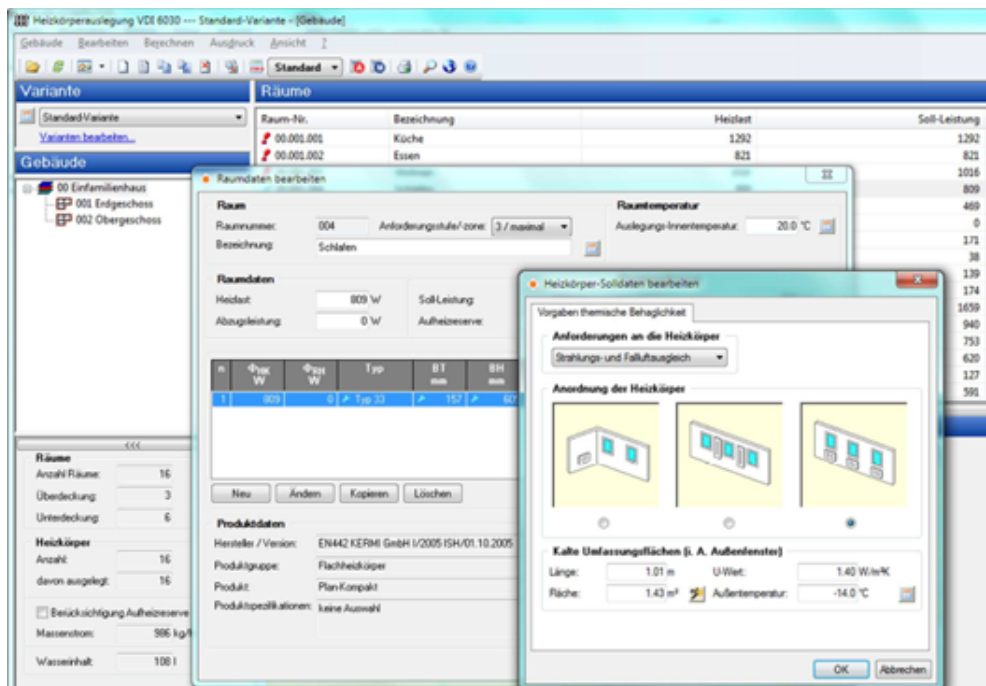 Heizkörperauslegung VDI 6030 --- Standard-Variante - [Gebäude]
Gebäude Bearbeiten Berechnen Ausdruck Ansicht ?
Standard
Variante
Standard-Variante
Varianten bearbeiten...
Gebäude
00 Einfamilienhaus
001 Erdgeschoss
002 Obergeschoss
Räume
Raum-Nr. Bezeichnung Heizlast Soll-Leistung
00.001.001 Küche 1292 1292
00.001.002 Essen 821 821
1016
809
469
0
171
38
139
174
1659
940
753
620
127
591
<<<
Räume
Anzahl Räume: 16
Überdeckung: 3
Unterdeckung: 6
Heizkörper
Anzahl: 16
davon ausgelegt: 16
Berücksichtigung Aufheizreserve
Massenstrom: 986 kg/
Wasserinhalt: 108 l
Raumdaten bearbeiten
Raum
Raumnummer: 004 Anforderungsstufe/-zone: 3 / maximal
Bezeichnung: Schlafen
Raumtemperatur
Auslegungs-Innentemperatur: 20.0 °C
Raumdaten
Heizlast: 809 W Soll-Leistung:
Abzugsleistung: 0 W Aufheizreserve:
n ΦHK W ΦRH W Typ BT mm BH mm
1 809 0 Typ 33 157 60
Neu Ändern Kopieren Löschen
Produktdaten
Hersteller / Version: EN442 KERMI GmbH I/2005 ISH/01.10.2005
Produktgruppe: Flachheizkörper
Produkt: Plan-Kompakt
Produktspezifikationen: keine Auswahl
Heizkörper-Solldaten bearbeiten
Vorgaben thermische Behaglichkeit
Anforderungen an die Heizkörper
Strahlungs- und Falluftausgleich
Anordnung der Heizkörper
Kalte Umfassungsflächen (i. A. Außenfenster)
Länge: 1.01 m U-Wert: 1.40 W/m²K
Fläche: 1.43 m² Außentemperatur: -14.0 °C
OK Abbrechen